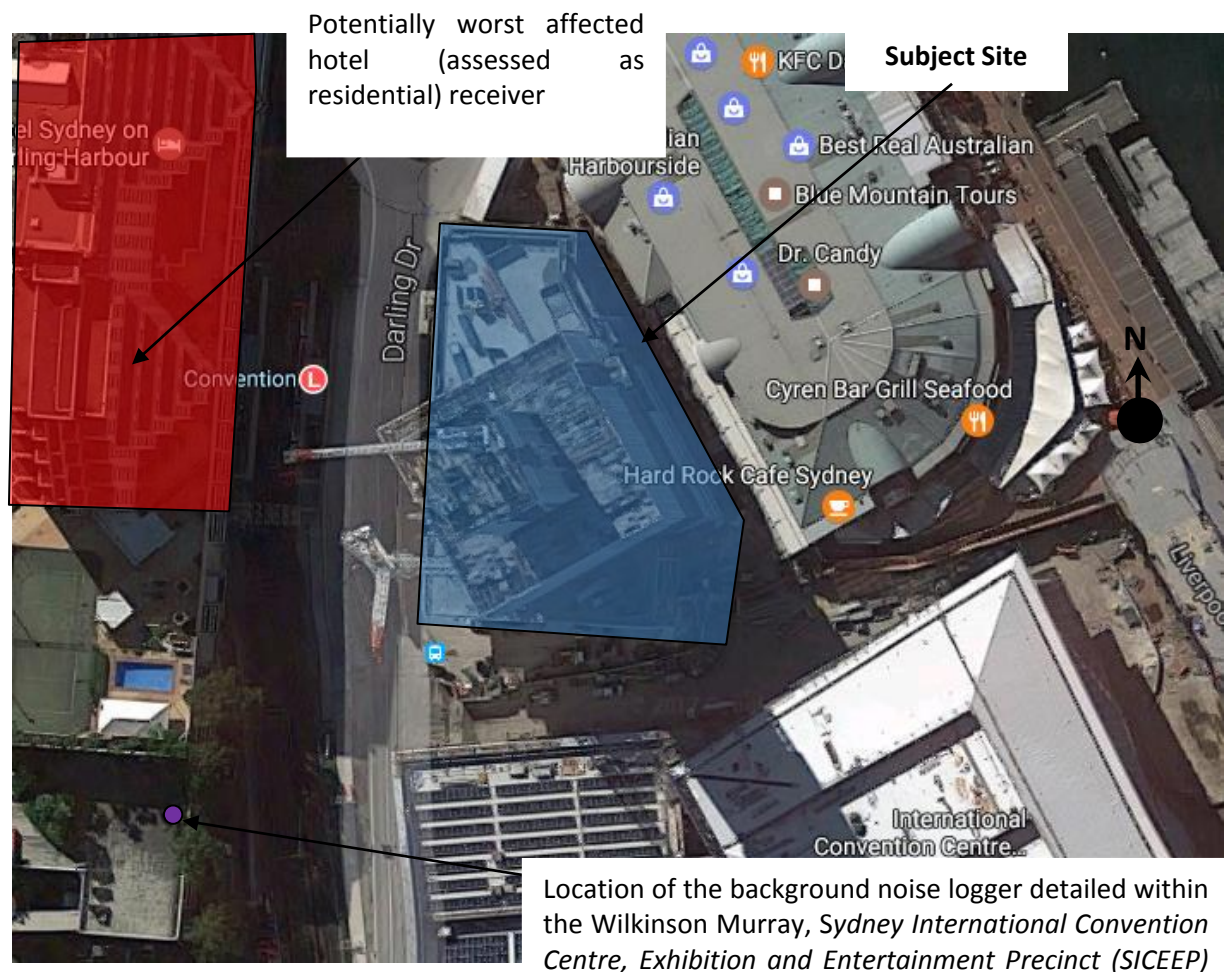 Potentially worst affected
hotel (assessed as
residential) receiver
Subject Site
KFC D
el Sydney on
rling Harbour
Best Real Australian
ian
Harbourside
Blue Mountain Tours
Darling Dr
Dr. Candy
N
Convention L
Cyren Bar Grill Seafood
Hard Rock Cafe Sydney
Liverpoo
International
Convention Centre...
Location of the background noise logger detailed within
the Wilkinson Murray, Sydney International Convention
Centre, Exhibition and Entertainment Precinct (SICEEP)